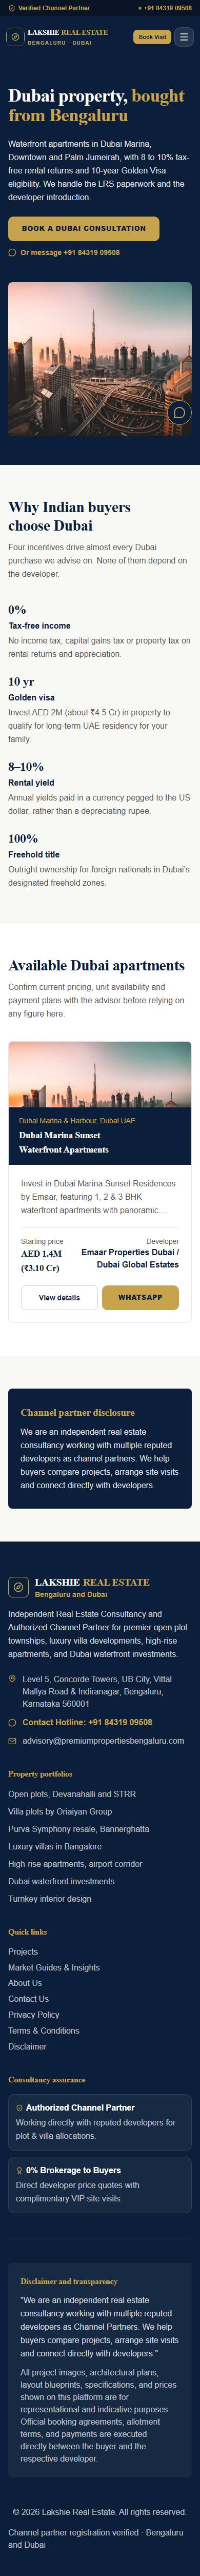 Verified Channel Partner
+91 84319 09508
LAKSHIE REAL ESTATE
BENGALURU · DUBAI
Book Visit
Dubai property, bought
from Bengaluru
Waterfront apartments in Dubai Marina,
Downtown and Palm Jumeirah, with 8 to 10% tax-
free rental returns and 10-year Golden Visa
eligibility. We handle the LRS paperwork and the
developer introduction.
BOOK A DUBAI CONSULTATION
Or message +91 84319 09508
Why Indian buyers
choose Dubai
Four incentives drive almost every Dubai
purchase we advise on. None of them depend on
the developer.
0%
Tax-free income
No income tax, capital gains tax or property tax on
rental returns and appreciation.
10 yr
Golden visa
Invest AED 2M (about ₹4.5 Cr) in property to
qualify for long-term UAE residency for your
family.
8–10%
Rental yield
Annual yields paid in a currency pegged to the US
dollar, rather than a depreciating rupee.
100%
Freehold title
Outright ownership for foreign nationals in Dubai's
designated freehold zones.
Available Dubai apartments
Confirm current pricing, unit availability and
payment plans with the advisor before relying on
any figure here.
Dubai Marina & Harbour, Dubai UAE
Dubai Marina Sunset
Waterfront Apartments
Invest in Dubai Marina Sunset Residences
by Emaar, featuring 1, 2 & 3 BHK
waterfront apartments with panoramic...
Starting price
AED 1.4M
(₹3.10 Cr)
Developer
Emaar Properties Dubai /
Dubai Global Estates
View details
WHATSAPP
Channel partner disclosure
We are an independent real estate
consultancy working with multiple reputed
developers as channel partners. We help
buyers compare projects, arrange site visits
and connect directly with developers.
LAKSHIE REAL ESTATE
Bengaluru and Dubai
Independent Real Estate Consultancy and
Authorized Channel Partner for premier open plot
townships, luxury villa developments, high-rise
apartments, and Dubai waterfront investments.
Level 5, Concorde Towers, UB City, Vittal
Mallya Road & Indiranagar, Bengaluru,
Karnataka 560001
Contact Hotline: +91 84319 09508
advisory@premiumpropertiesbengaluru.com
Property portfolios
Open plots, Devanahalli and STRR
Villa plots by Oriaiyan Group
Purva Symphony resale, Bannerghatta
Luxury villas in Bangalore
High-rise apartments, airport corridor
Dubai waterfront investments
Turnkey interior design
Quick links
Projects
Market Guides & Insights
About Us
Contact Us
Privacy Policy
Terms & Conditions
Disclaimer
Consultancy assurance
Authorized Channel Partner
Working directly with reputed developers for
plot & villa allocations.
0% Brokerage to Buyers
Direct developer price quotes with
complimentary VIP site visits.
Disclaimer and transparency
"We are an independent real estate
consultancy working with multiple reputed
developers as Channel Partners. We help
buyers compare projects, arrange site visits
and connect directly with developers."
All project images, architectural plans,
layout blueprints, specifications, and prices
shown on this platform are for
representational and indicative purposes.
Official booking agreements, allotment
terms, and payments are executed
directly between the buyer and the
respective developer.
© 2026 Lakshie Real Estate. All rights reserved.
Channel partner registration verified · Bengaluru
and Dubai